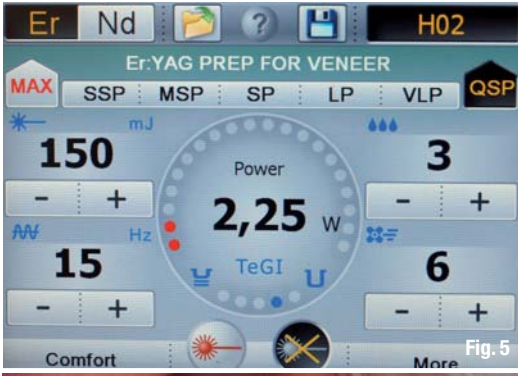 Er Nd ? H02
Er:YAG PREP FOR VENEER
MAX SSP MSP SP LP VLP QSP
mJ
150 Power 3
- + 2,25 W - +
Hz
15 TeGI 6
- + - +
Fig. 5
Comfort More